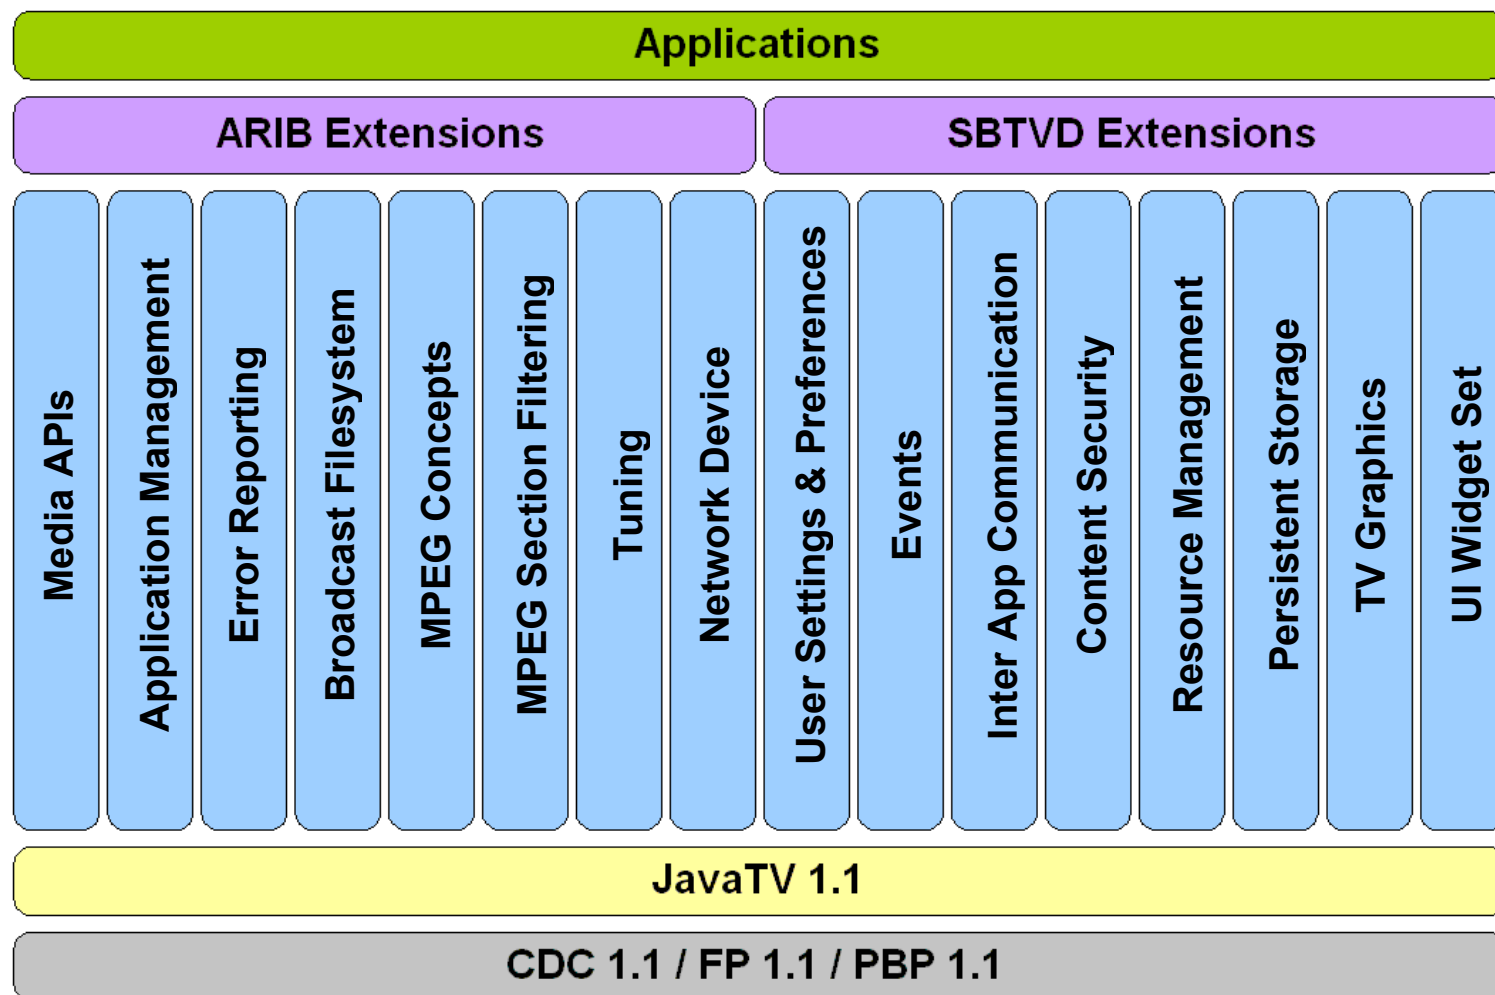 Applications
ARIB Extensions
SBTVD Extensions
Media APIs
Application Management
Error Reporting
Broadcast Filesystem
MPEG Concepts
MPEG Section Filtering
Tuning
Network Device
User Settings & Preferences
Events
Inter App Communication
Content Security
Resource Management
Persistent Storage
TV Graphics
UI Widget Set
JavaTV 1.1
CDC 1.1 / FP 1.1 / PBP 1.1